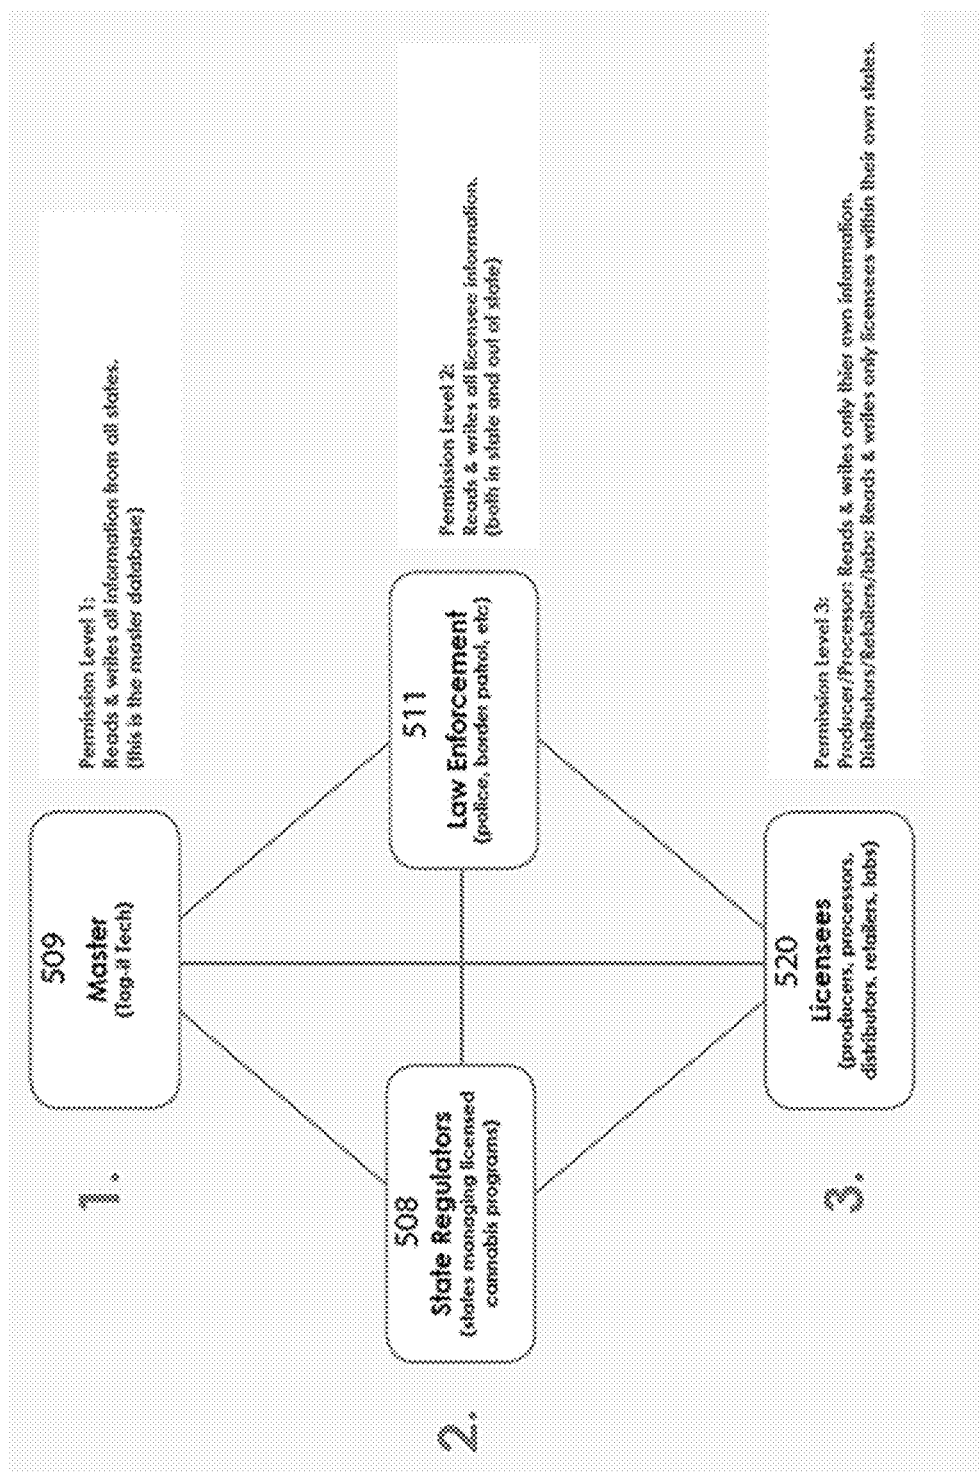 1.
509
Master
(Tag-it Tech)
Permission Level 1:
Reads & writes all information from all states.
(this is the master database)
2.
508
State Regulators
(states managing licensed
cannabis programs)
511
Law Enforcement
(police, border patrol, etc)
Permission Level 2:
Reads & writes all licensee information.
(both in state and out of state)
3.
520
Licensees
(producers, processors,
distributors, retailers, labs)
Permission Level 3:
Producer/Processor: Reads & writes only thier own information.
Distributors/Retailers/labs: Reads & writes only licensees within their own states.